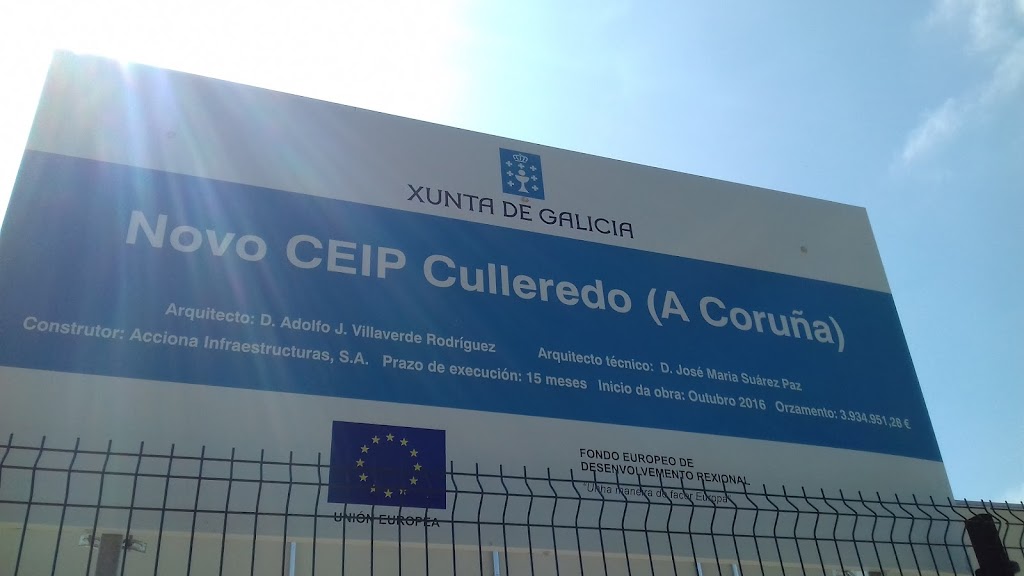 XUNTA DE GALICIA
Novo CEIP Culleredo (A Coruña)
Arquitecto: D. Adolfo J. Villaverde Rodríguez Arquitecto técnico: D. José Maria Suárez Paz
Construtor: Acciona Infraestructuras, S.A. Prazo de execución: 15 meses Inicio da obra: Outubro 2016 Orzamento: 3.934.951,28 €
UNIÓN EUROPEA
FONDO EUROPEO DE
DESENVOLVEMENTO REXIONAL
"Unha maneira de facer Europa"